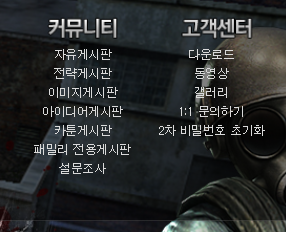 커뮤니티
자유게시판
전략게시판
이미지게시판
아이디어게시판
카툰게시판
패밀리 전용게시판
설문조사
고객센터
다운로드
동영상
갤러리
1:1 문의하기
2차 비밀번호 초기화